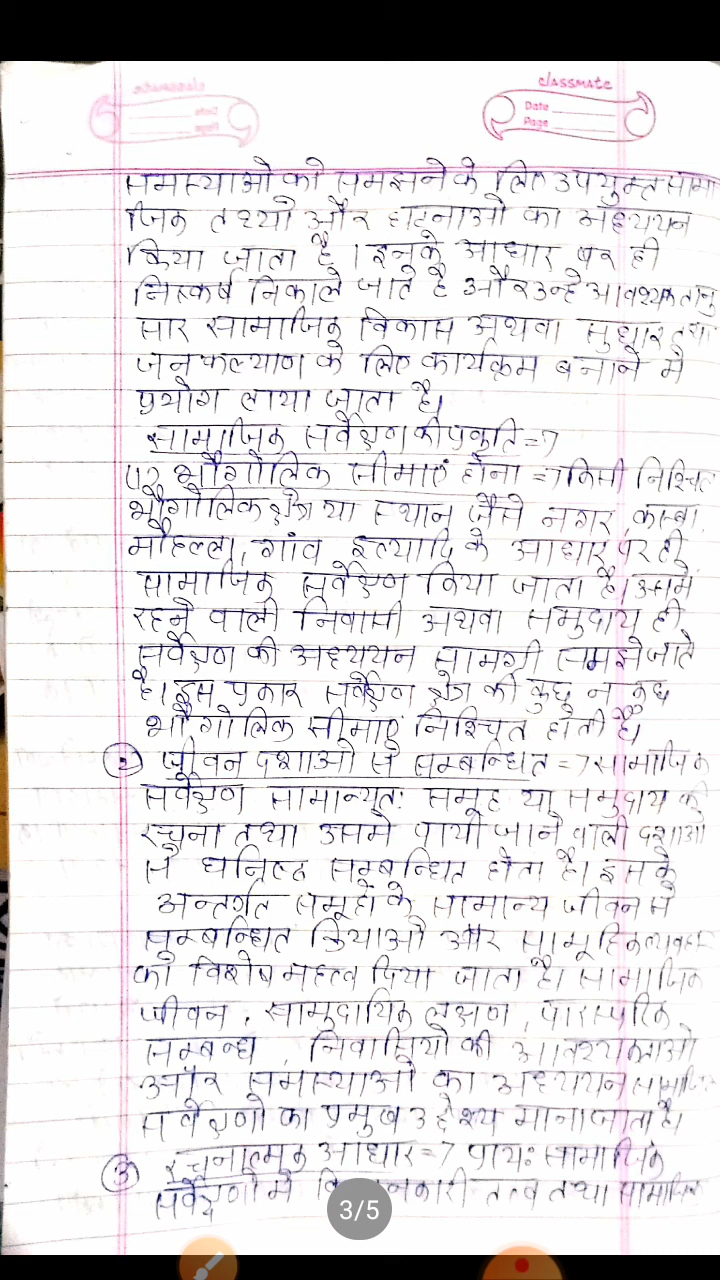 classmate
Date
Page
समस्याओ को समझने के लिए उपयुक्त सामा
जिक तथ्यो और घटनाओ का अध्ययन
किया जाता है । इनके आधार पर ही
निस्कर्ष निकाले जाते है और उन्हे आवश्यकतानु
सार सामाजिक विकास अथवा सुधार तथा
जनकल्याण के लिए कार्यक्रम बनाने मे
प्रयोग लाया जाता है।
सामाजिक सर्वेक्षण की प्रकृति =>
भौगोलिक सीमाएं होना => किसी निश्चित
भौगोलिक क्षेत्र या स्थान जैसे नगर, कास्बा,
मोहल्ला, गांव इत्यादि के आधार पर ही
सामाजिक सर्वेक्षण किया जाता है। उसमें
रहने वाली निवासी अथवा समुदाय ही
सर्वेक्षण की अध्ययन सामग्री समझे जाते
है। इस प्रकार सर्वेक्षण क्षेत्र की कुछ न कुछ
भौगोलिक सीमाएं निश्चित होती है।
② जीवन दशाओ से सम्बन्धित => सामाजिक
सर्वेक्षण सामान्यतः समूह या समुदाय की
रचना तथा उसमे पायी जाने वाली दशाओ
से घनिष्ट सम्बन्धित होता है। इसके
अन्तर्गत समूहों के सामान्य जीवन से
सम्बन्धित क्रियाओ और सामूहिक व्यवहार
को विशेष महत्व दिया जाता है। सामाजिक
जीवन, सामुदायिक लक्षण, पारस्परिक
सम्बन्ध, निवासियो की आवश्यकताओ
और समस्याओ का अध्ययन सामाजिक
सर्वेक्षणो का प्रमुख उद्देश्य माना जाता है।
③ रचनात्मक आधार => प्रायः सामाजिक
सर्वेक्षणो मे तत्व तथा सामाजिक
3/5